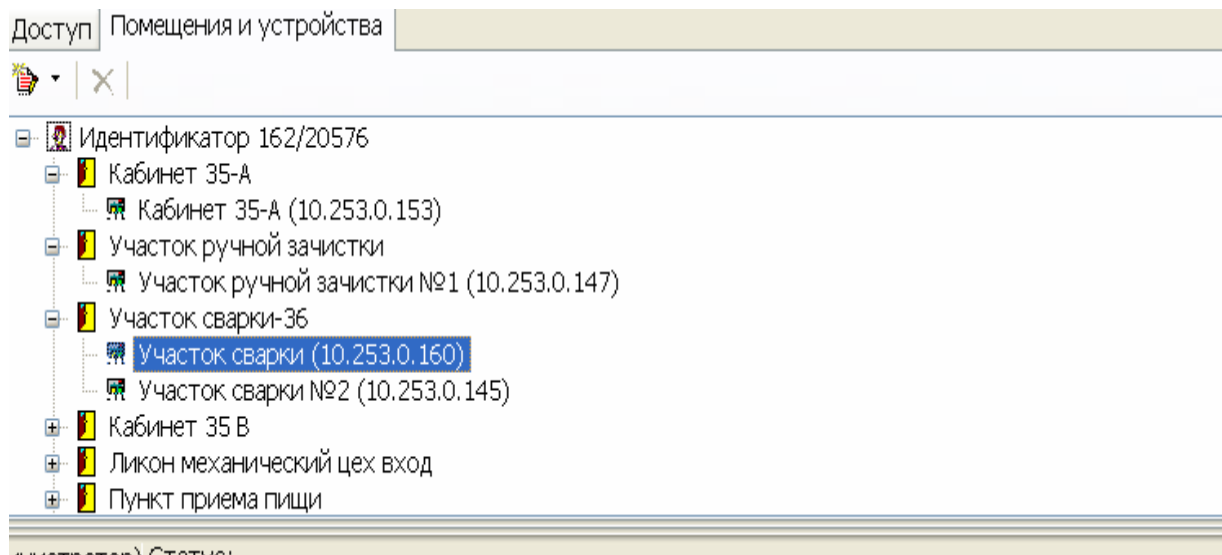 Доступ Помещения и устройства
Идентификатор 162/20576
Кабинет 35-А
Кабинет 35-А (10.253.0.153)
Участок ручной зачистки
Участок ручной зачистки №1 (10.253.0.147)
Участок сварки-36
Участок сварки (10.253.0.160)
Участок сварки №2 (10.253.0.145)
Кабинет 35 В
Ликон механический цех вход
Пункт приема пищи